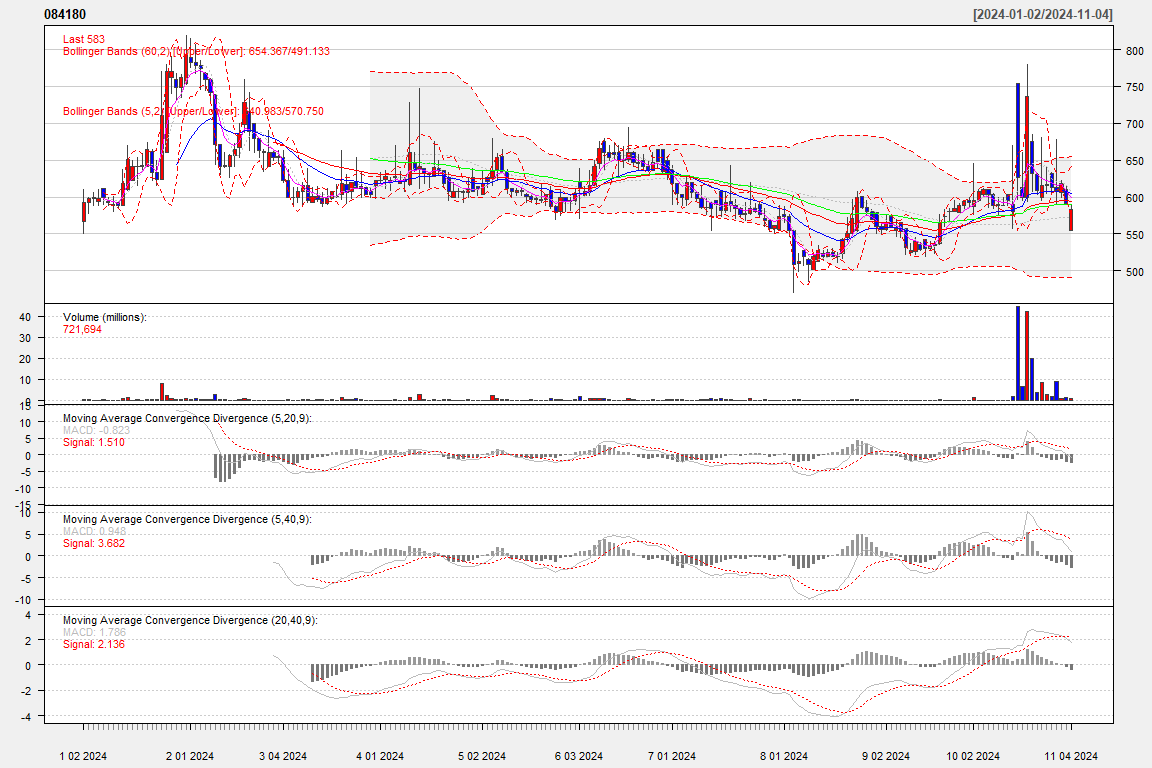 084180
[2024-01-02/2024-11-04]
Last 583
Bollinger Bands (60,2) [Upper/Lower]: 654.367/491.133
Bollinger Bands (5,2) [Upper/Lower]: 640.983/570.750
800
750
700
650
600
550
500
Volume (millions):
721,694
40
30
20
10
0
Moving Average Convergence Divergence (5,20,9):
MACD: -0.823
Signal: 1.510
15
10
5
0
-5
-10
-15
Moving Average Convergence Divergence (5,40,9):
MACD: 0.948
Signal: 3.682
10
5
0
-5
-10
Moving Average Convergence Divergence (20,40,9):
MACD: 1.786
Signal: 2.136
4
2
0
-2
-4
1 02 2024 2 01 2024 3 04 2024 4 01 2024 5 02 2024 6 03 2024 7 01 2024 8 01 2024 9 02 2024 10 02 2024 11 04 2024